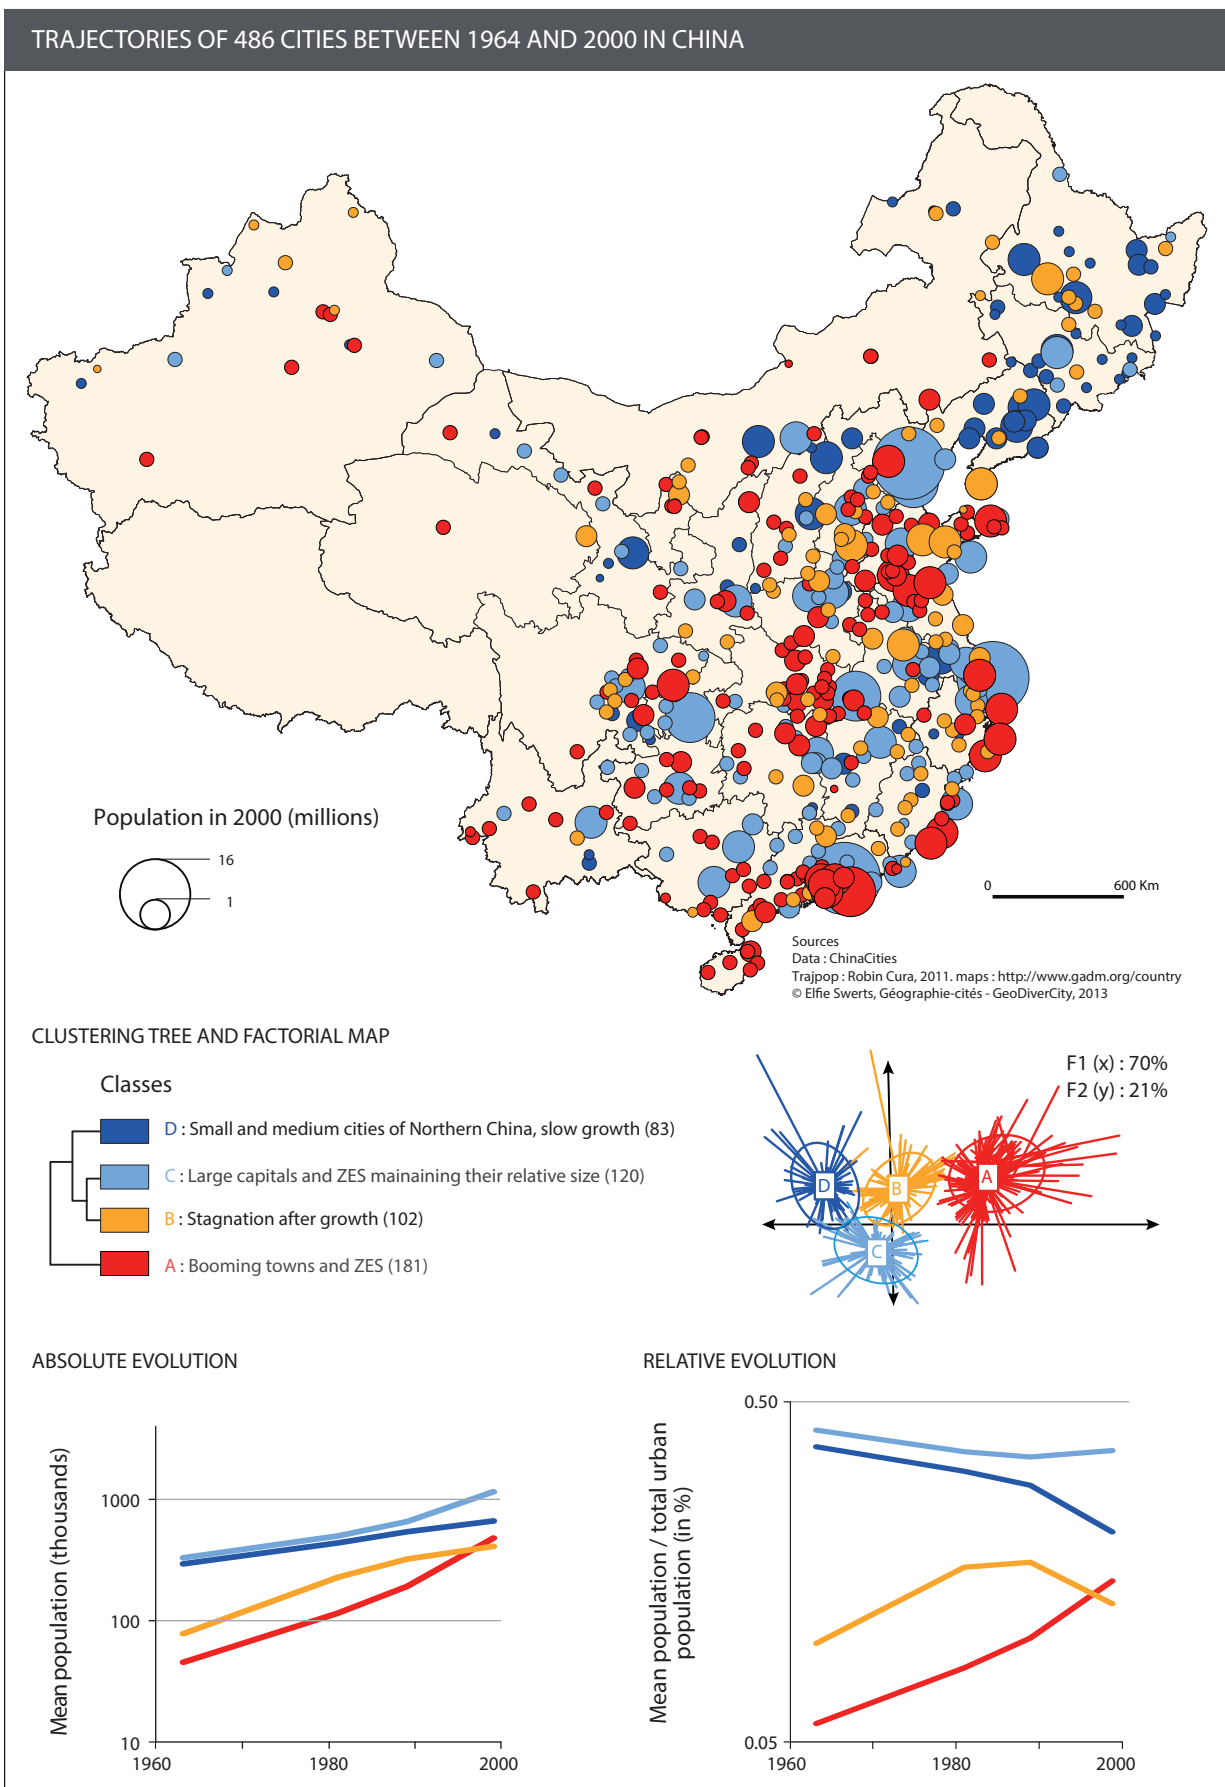 TRAJECTORIES OF 486 CITIES BETWEEN 1964 AND 2000 IN CHINA
Population in 2000 (millions)
16
1
0
600 Km
Sources
Data : ChinaCities
Trajpop : Robin Cura, 2011. maps : http://www.gadm.org/country
© Elfie Swerts, Géographie-cités - GeoDiverCity, 2013
CLUSTERING TREE AND FACTORIAL MAP
Classes
D : Small and medium cities of Northern China, slow growth (83)
C : Large capitals and ZES mainaining their relative size (120)
B : Stagnation after growth (102)
A : Booming towns and ZES (181)
F1 (x) : 70%
F2 (y) : 21%
D
B
A
C
ABSOLUTE EVOLUTION
Mean population (thousands)
1000
100
10
1960
1980
2000
RELATIVE EVOLUTION
Mean population / total urban
population (in %)
0.50
0.05
1960
1980
2000